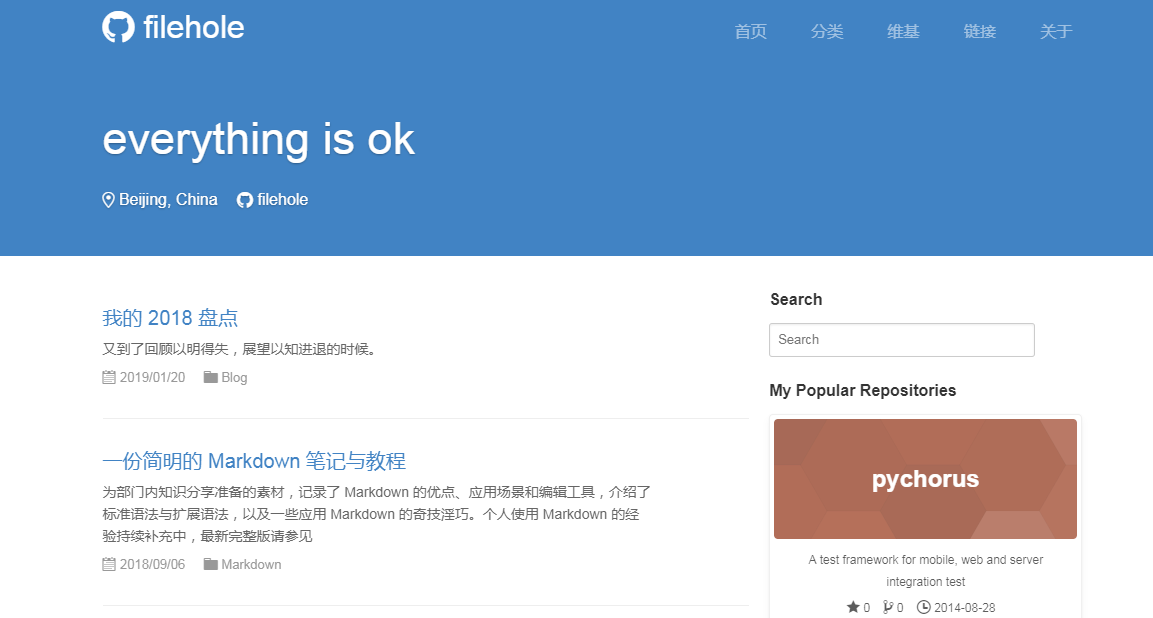 filehole
首页 分类 维基 链接 关于
everything is ok
Beijing, China filehole
我的 2018 盘点
又到了回顾以明得失，展望以知进退的时候。
2019/01/20 Blog
一份简明的 Markdown 笔记与教程
为部门内知识分享准备的素材，记录了 Markdown 的优点、应用场景和编辑工具，介绍了
标准语法与扩展语法，以及一些应用 Markdown 的奇技淫巧。个人使用 Markdown 的经
验持续补充中，最新完整版请参见
2018/09/06 Markdown
Search
Search
My Popular Repositories
pychorus
A test framework for mobile, web and server
integration test
0 0 2014-08-28